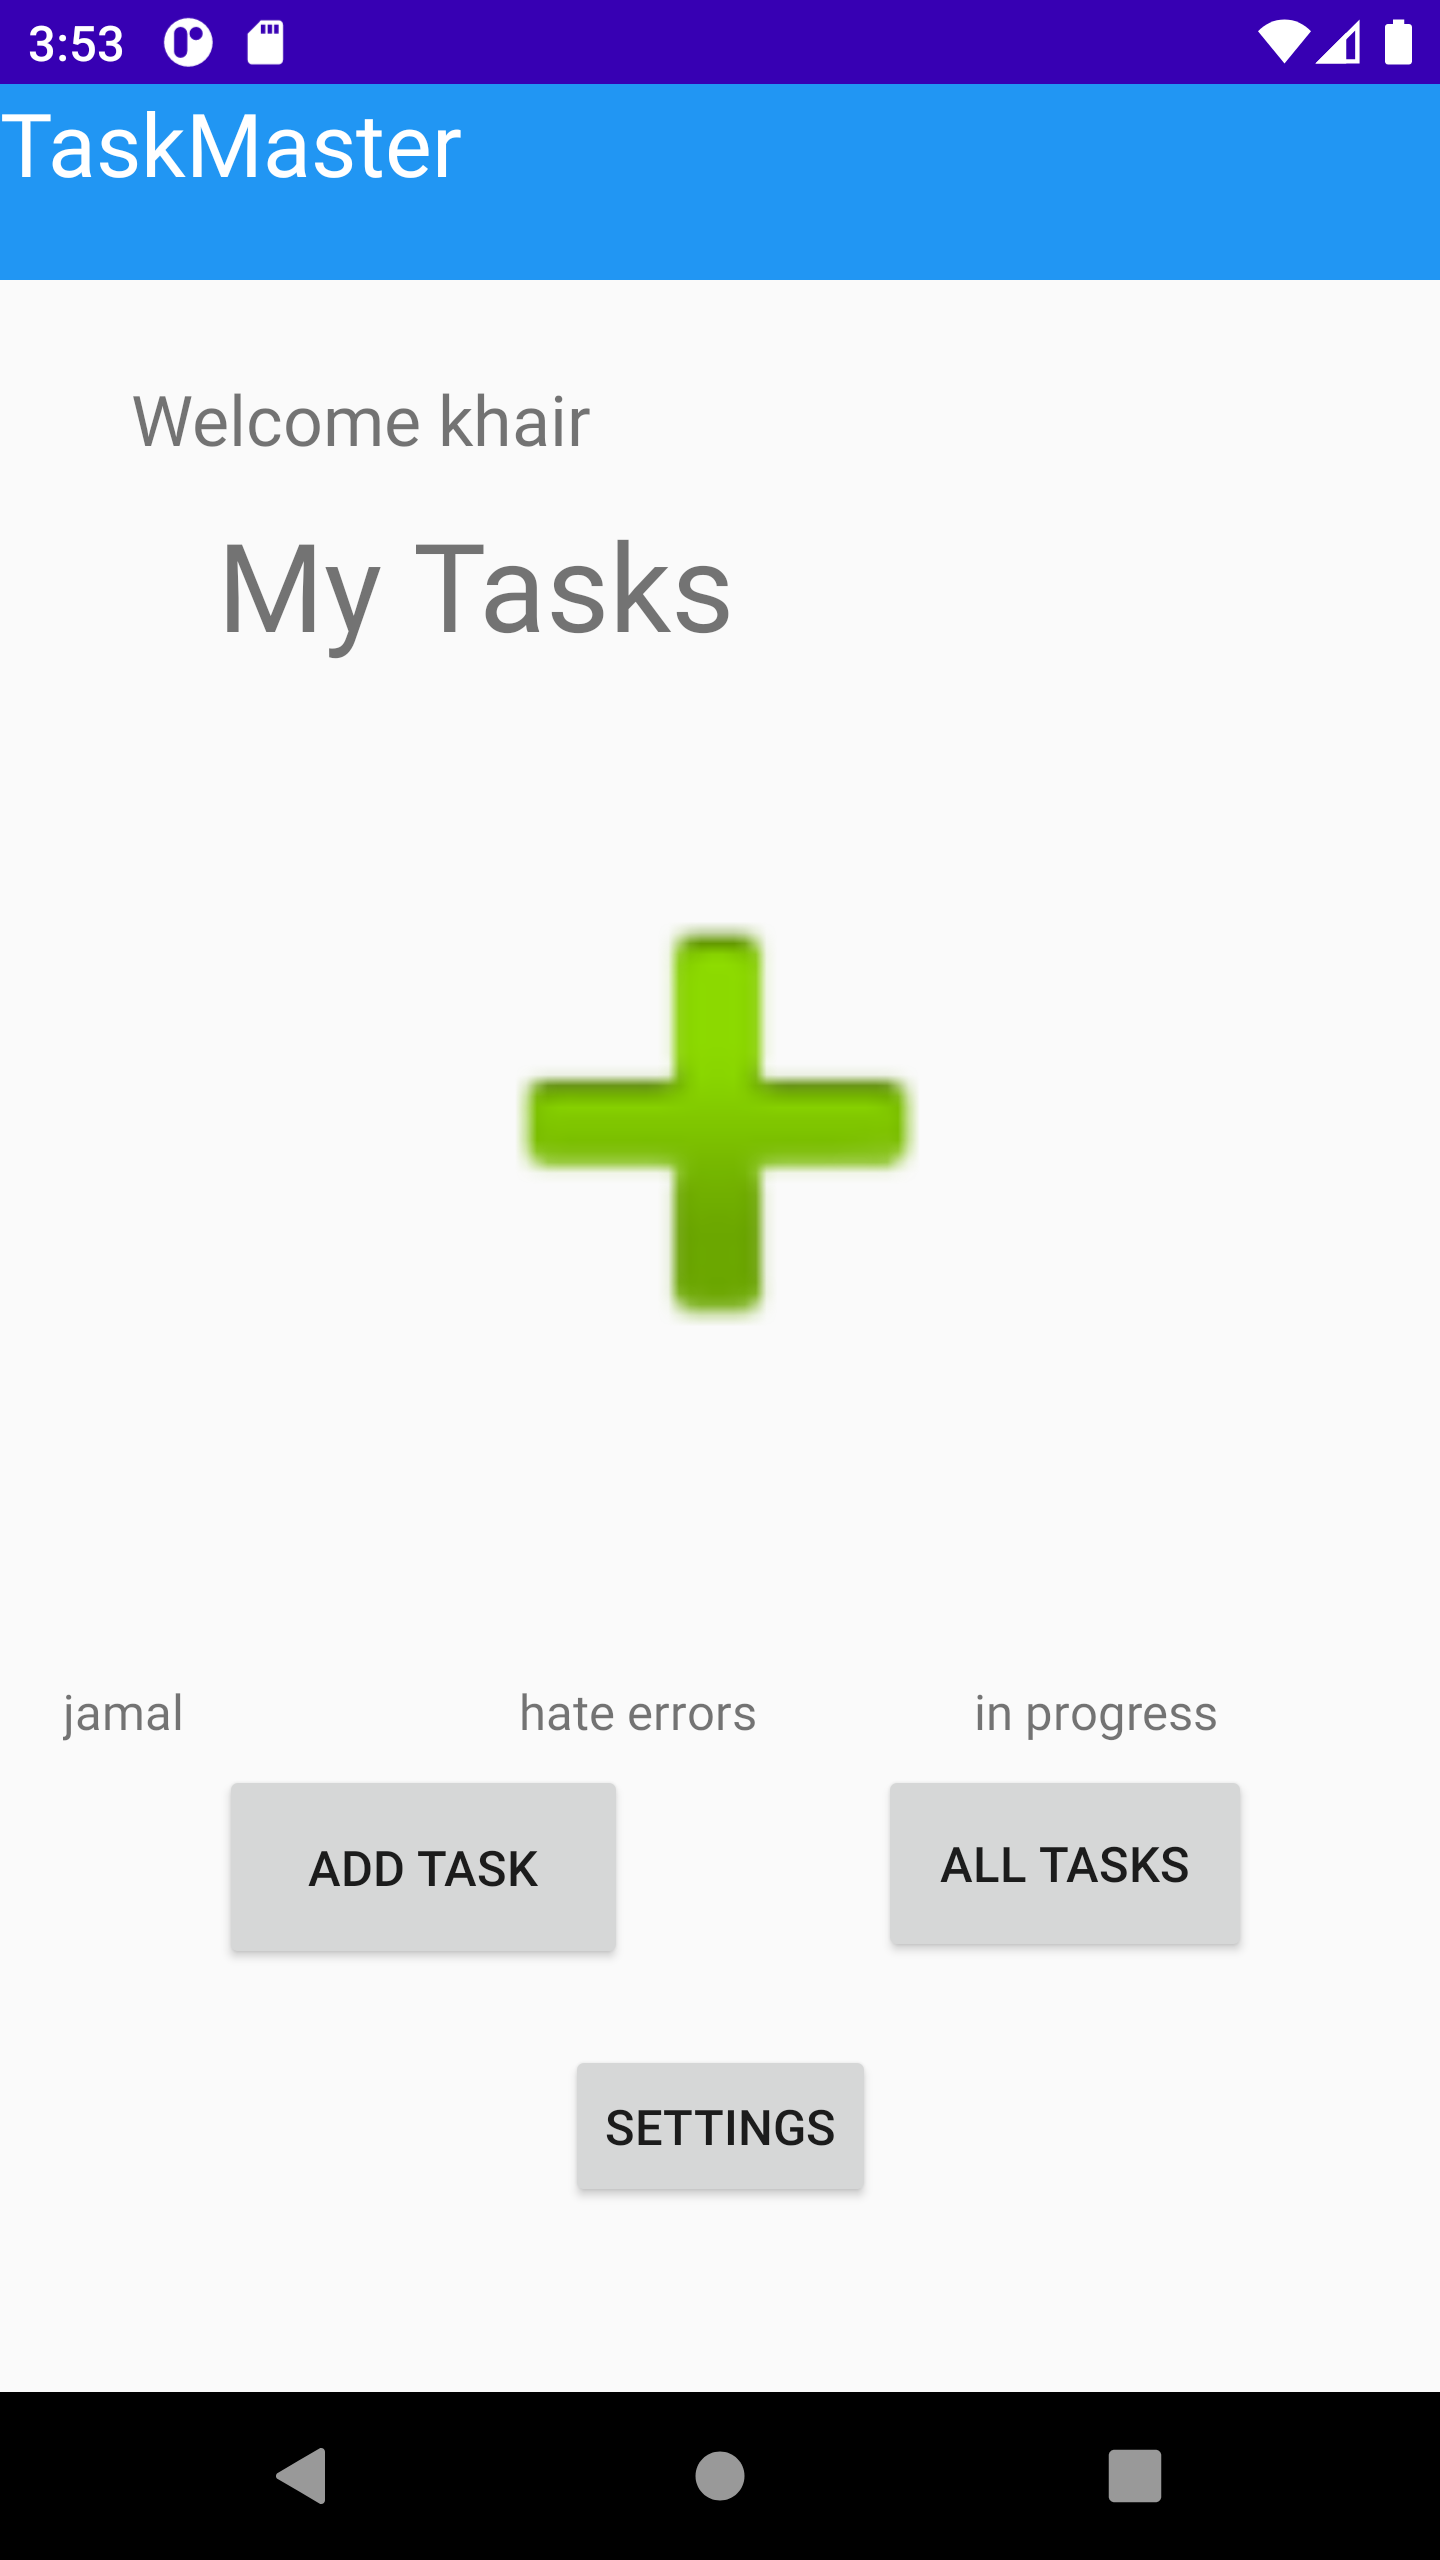 3:53
TaskMaster
Welcome khair
My Tasks
jamal hate errors in progress
ADD TASK ALL TASKS
SETTINGS